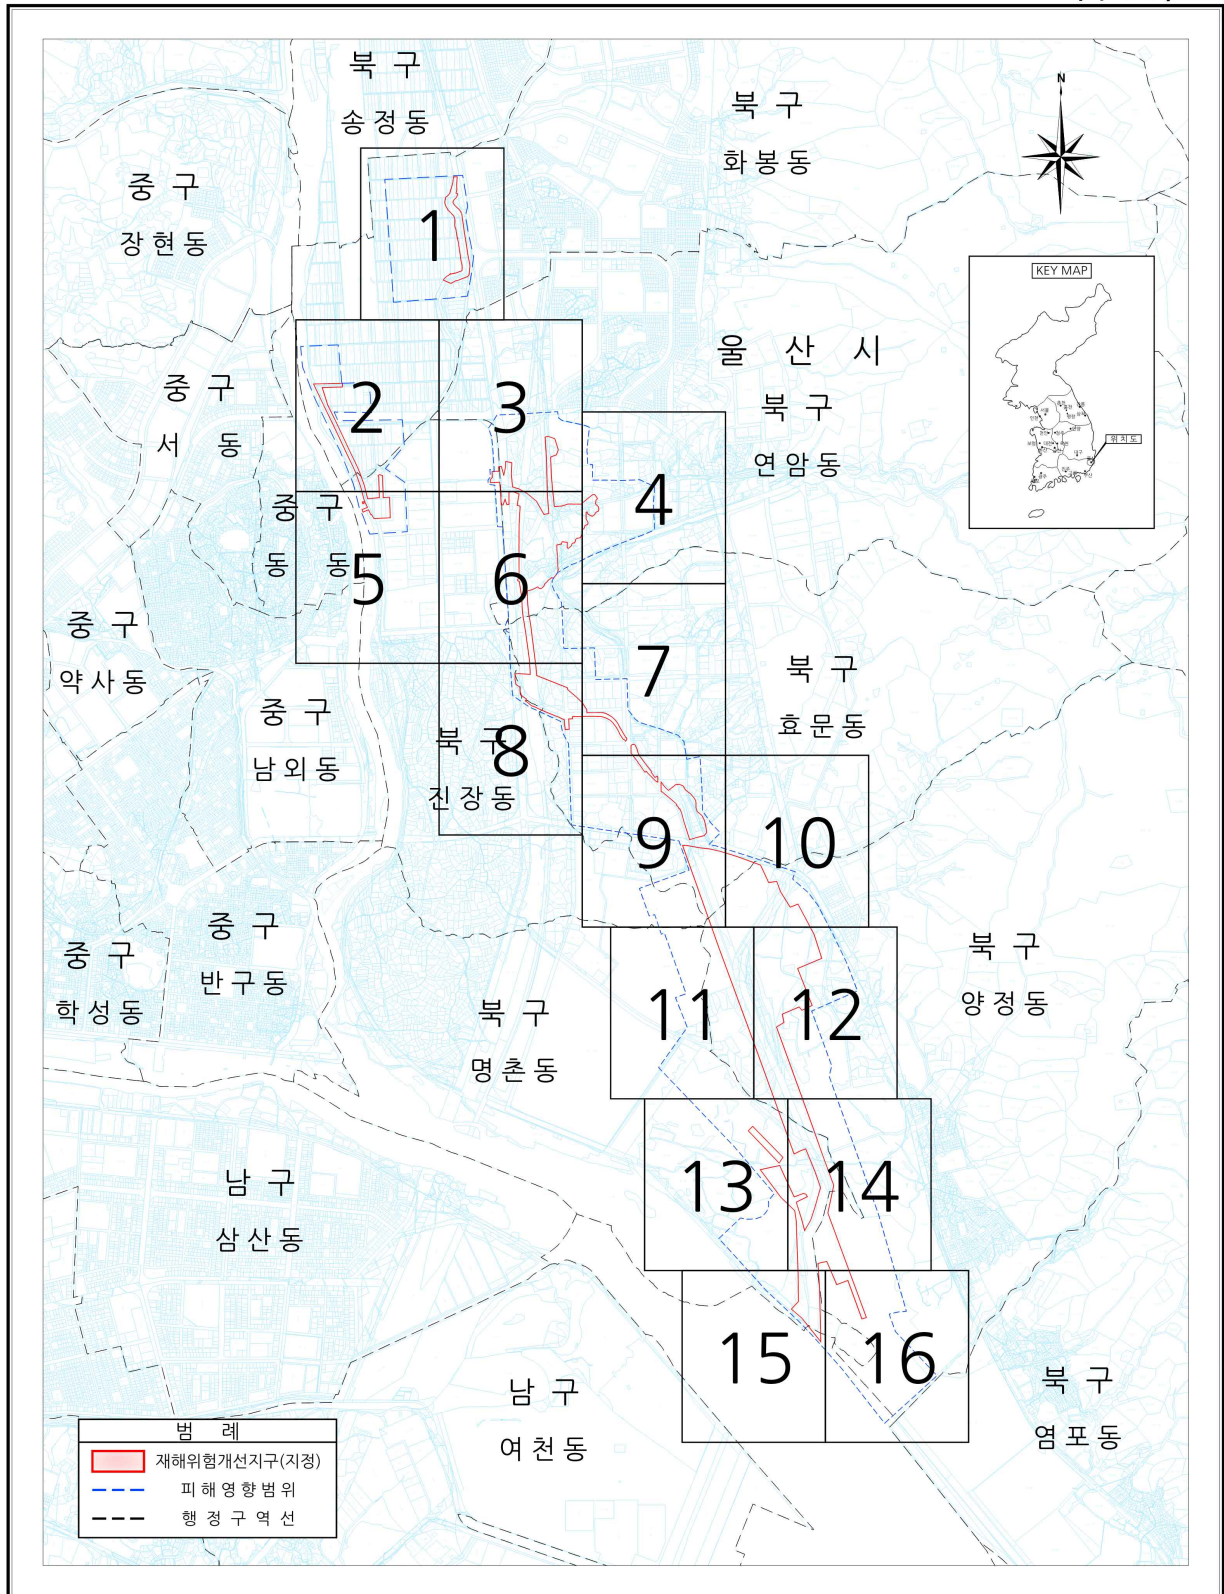 북 구
송정동
북 구
화봉동
N
중 구
장현동
1
KEY MAP
위치도
울 산 시
중 구
서 동
2
3
북 구
연암동
4
중 구
동 동
5
6
중 구
약사동
7
북 구
효문동
중 구
남외동
북 구
진장동
8
9
10
중 구
반구동
중 구
학성동
북 구
명촌동
11
12
북 구
양정동
남 구
삼산동
13
14
15
16
남 구
여천동
북 구
염포동
범 례
재해위험개선지구(지정)
피해영향범위
행정구역선